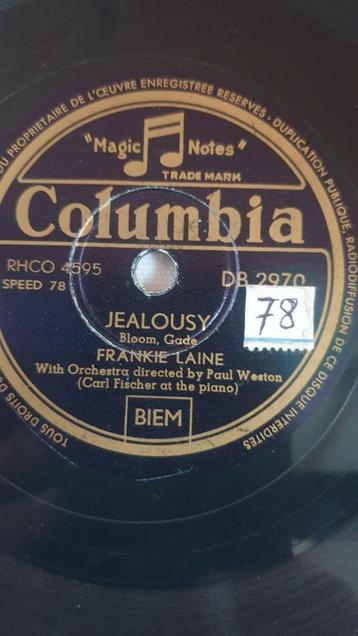 DU PROPRIETAIRE DE L'ŒUVRE ENREGISTREE RESERVES · DUPLICATION PUBLIQUE, RADIODIFFUSION DE CE DISQUE INTERDITES
TOUS DROITS DU
"Magic Notes"
TRADE MARK
Columbia
RHCO 4595
DB 2970
SPEED 78
78
JEALOUSY
Bloom, Gade
FRANKIE LAINE
With Orchestra directed by Paul Weston
(Carl Fischer at the piano)
BIEM